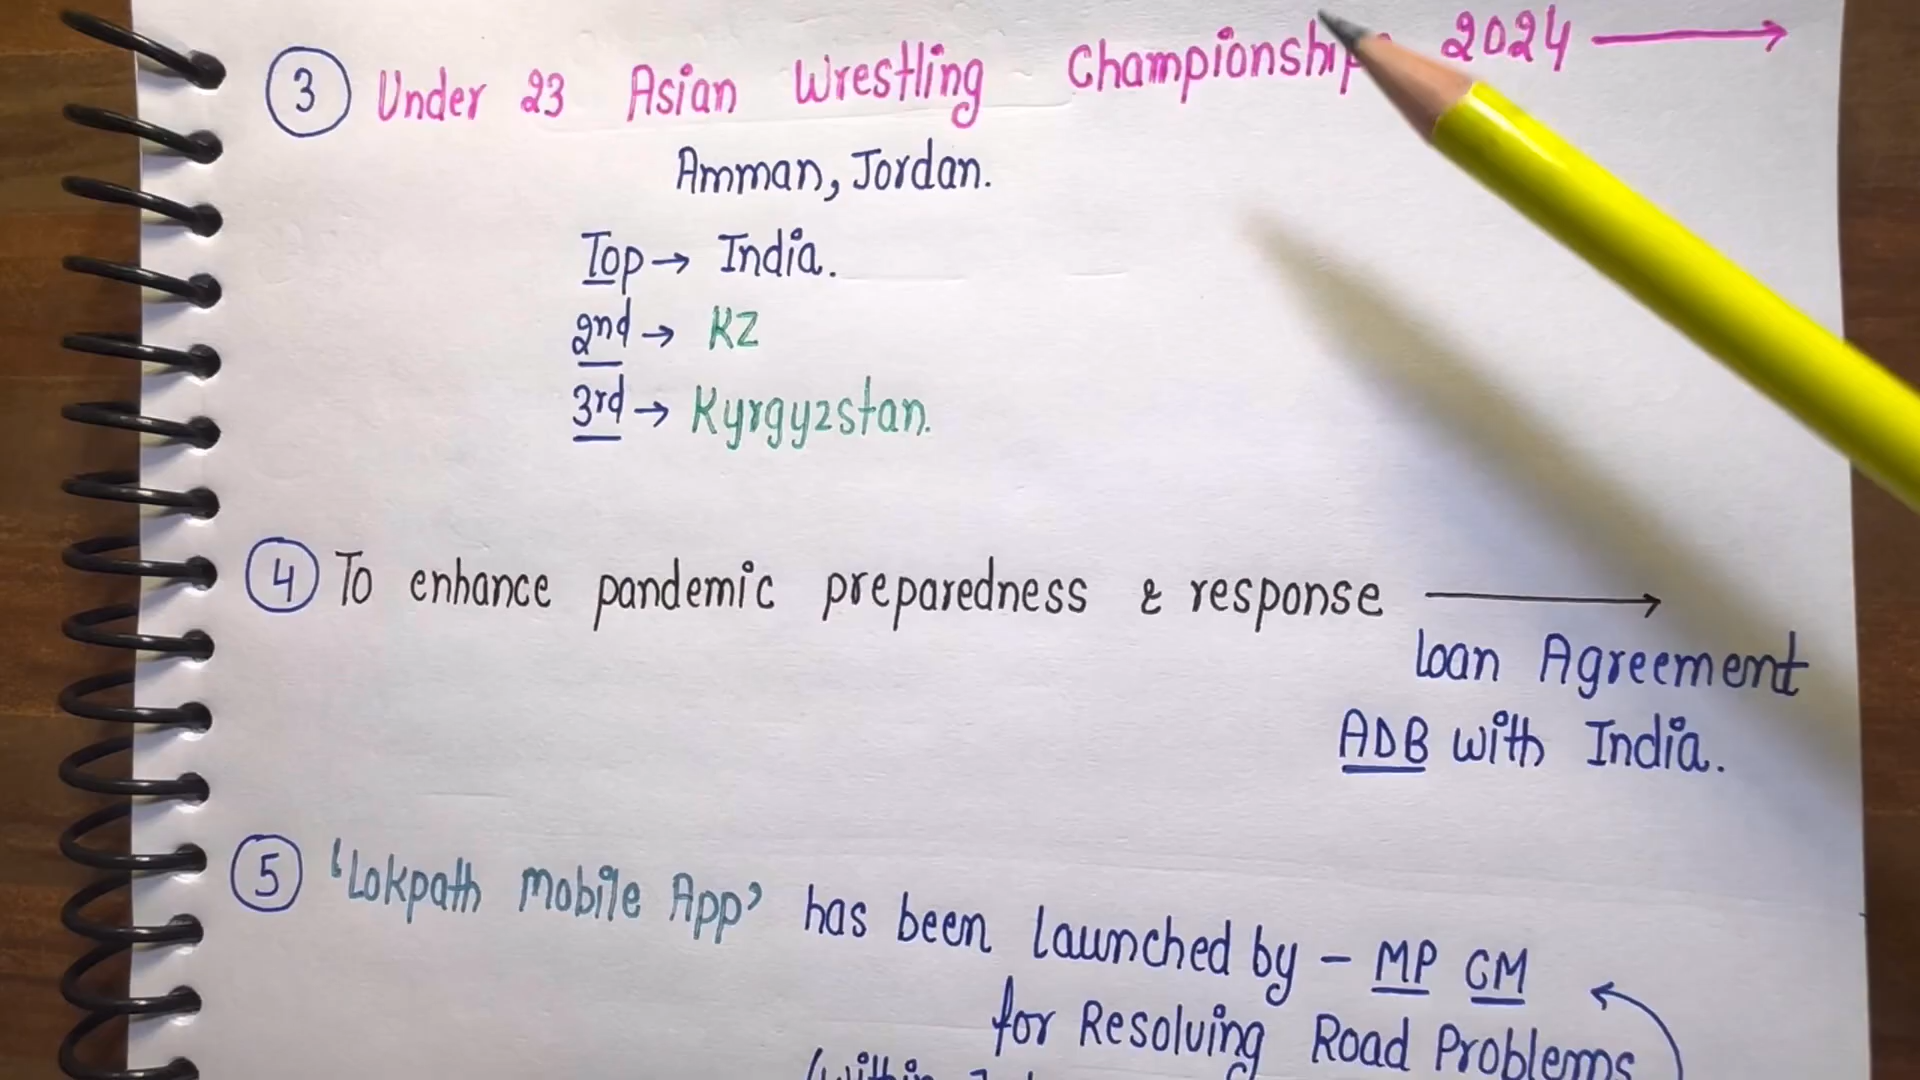 3 Under 23 Asian Wrestling Championship 2024 →
Amman, Jordan.
Top → India.
2nd → KZ
3rd → Kyrgyzstan.
4 To enhance pandemic preparedness & response →
loan Agreement
ADB with India.
5 'Lokpath Mobile App' has been launched by - MP CM
for Resolving Road Problems
(within